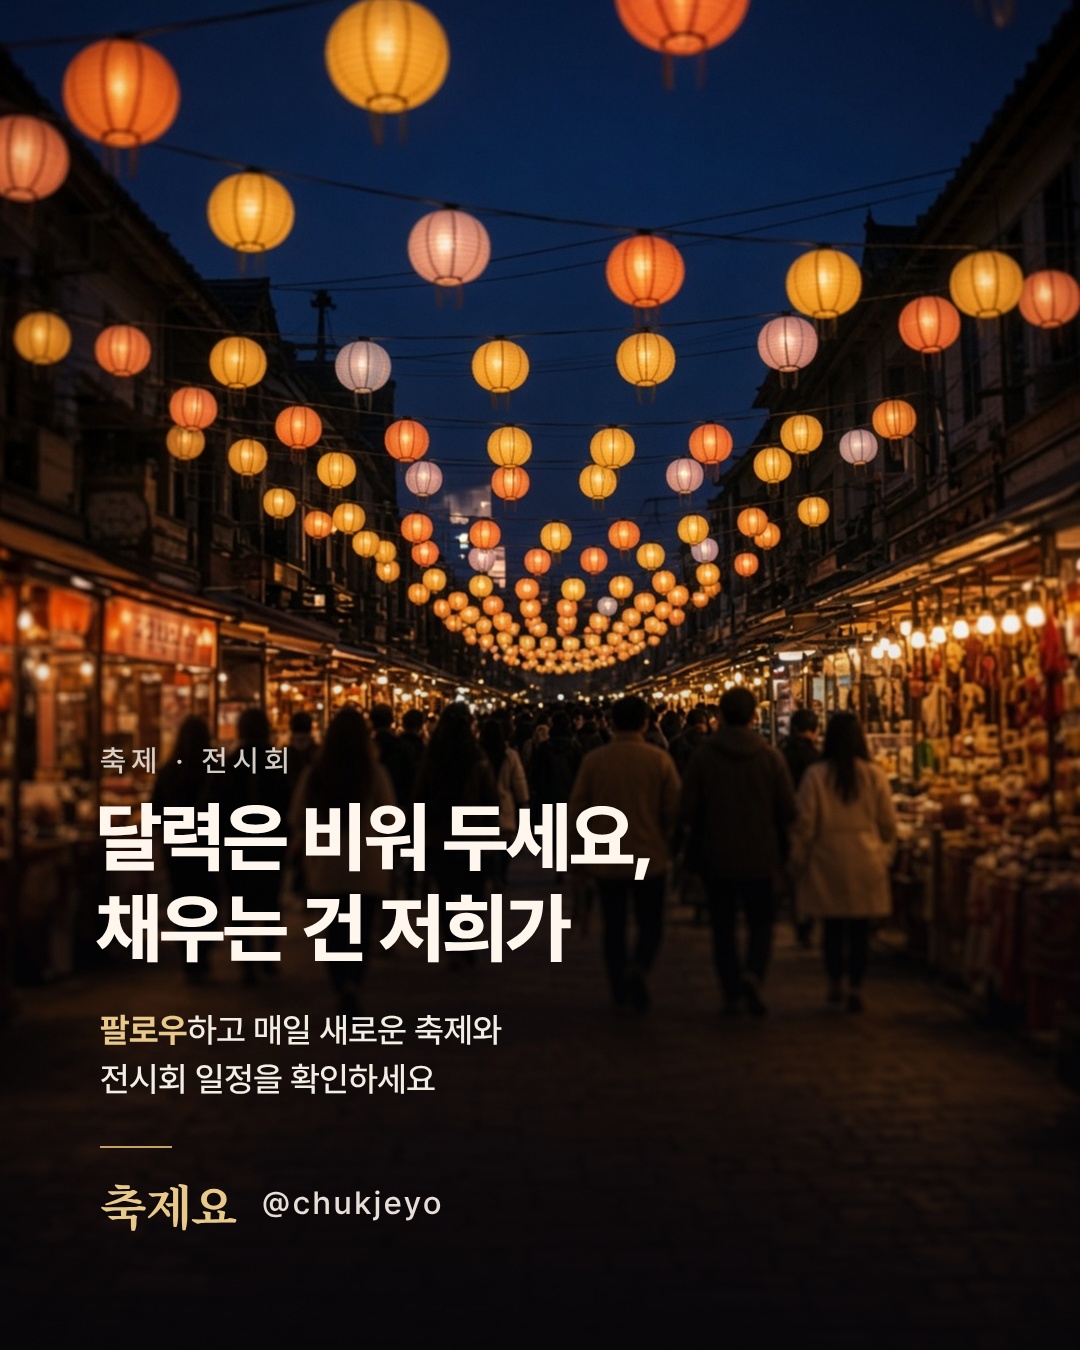 축제 · 전시회
달력은 비워 두세요,
채우는 건 저희가
팔로우하고 매일 새로운 축제와
전시회 일정을 확인하세요
축제요 @chukjeyo